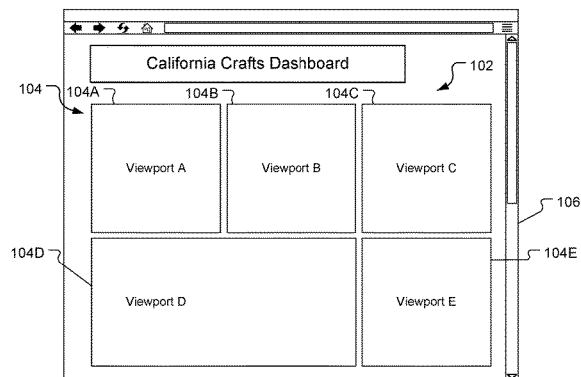 California Crafts Dashboard
102
104
104A
104B
104C
Viewport A
Viewport B
Viewport C
106
104D
104E
Viewport D
Viewport E